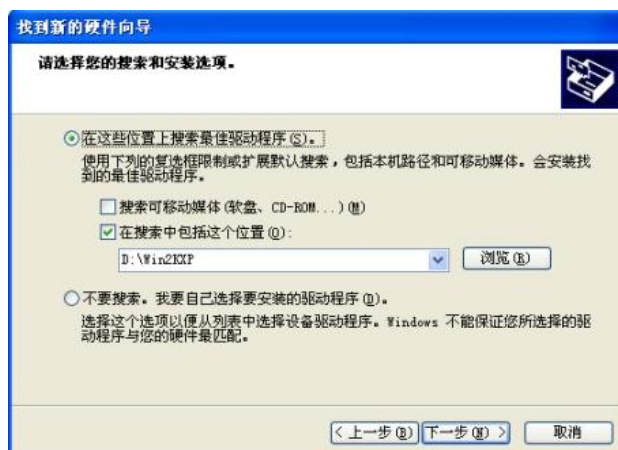 找到新的硬件向导
请选择您的搜索和安装选项。
在这些位置上搜索最佳驱动程序(S)。
使用下列的复选框限制或扩展默认搜索，包括本机路径和可移动媒体。会安装找
到的最佳驱动程序。
搜索可移动媒体(软盘、CD-ROM...)(M)
在搜索中包括这个位置(O):
D:\Win2KXP
浏览(R)
不要搜索。我要自己选择要安装的驱动程序(D)。
选择这个选项以便从列表中选择设备驱动程序。Windows 不能保证您所选择的驱
动程序与您的硬件最匹配。
< 上一步(B)
下一步(N) >
取消